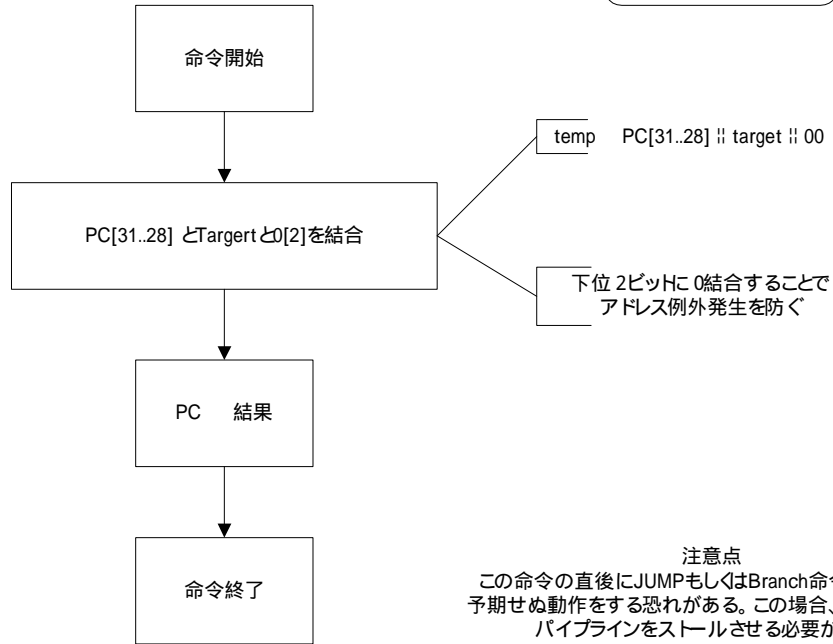 命令開始
temp PC[31..28] ¦¦ target ¦¦ 00
PC[31..28] とTargertと0[2]を結合
下位 2ビットに 0結合することで
アドレス例外発生を防ぐ
PC 結果
命令終了
注意点
この命令の直後にJUMPもしくはBranch命
予期せぬ動作をする恐れがある。この場合、
パイプラインをストールさせる必要が